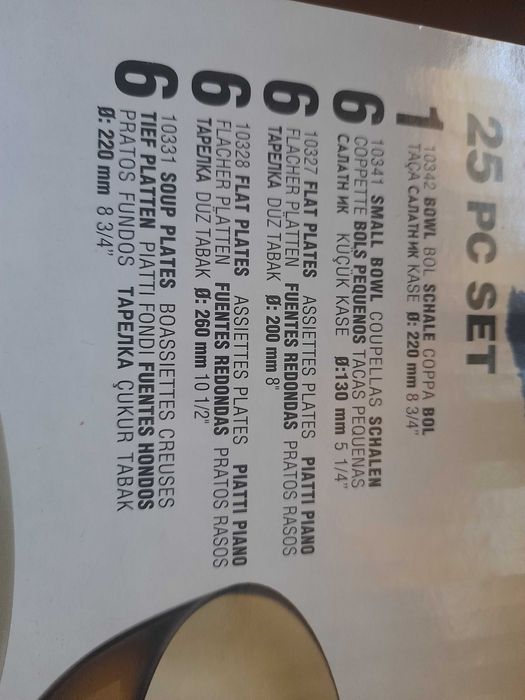 25 PC SET
1
10342 BOWL BOL SCHALE COPPA BOL
TAÇA САЛАТНИК KASE Ø: 220 mm 8 3/4"
6
10341 SMALL BOWL COUPELLAS SCHALEN
COPPETTE BOLS PEQUENOS TACAS PEQUENAS
САЛАТНИК KÜÇÜK KASE Ø:130 mm 5 1/4"
6
10327 FLAT PLATES ASSIETTES PLATES PIATTI PIANO
FLACHER PLATTEN FUENTES REDONDAS PRATOS RASOS
ТАРЕЛКА DUZ TABAK Ø: 200 mm 8"
6
10328 FLAT PLATES ASSIETTES PLATES PIATTI PIANO
FLACHER PLATTEN FUENTES REDONDAS PRATOS RASOS
ТАРЕЛКА DUZ TABAK Ø: 260 mm 10 1/2"
6
10331 SOUP PLATES BOASSIETTES CREUSES
TIEF PLATTEN PIATTI FONDI FUENTES HONDOS
PRATOS FUNDOS ТАРЕЛКА ÇUKUR TABAK
Ø: 220 mm 8 3/4"